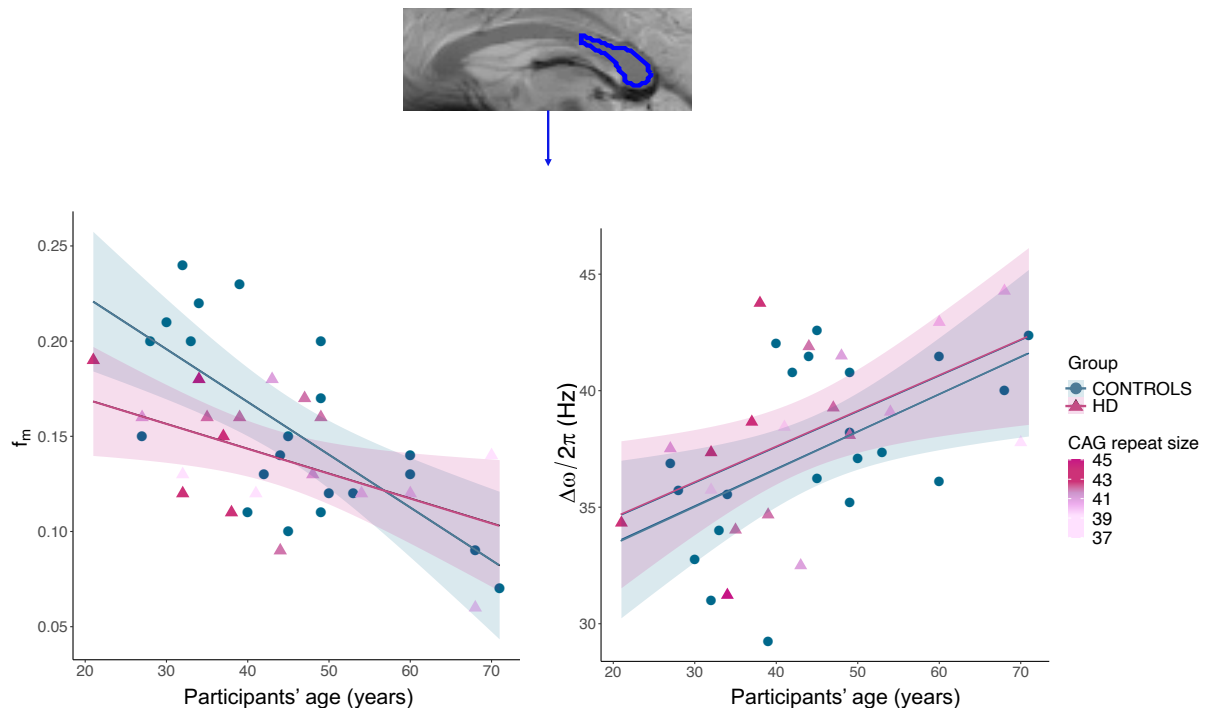 0.25
0.20
0.15
0.10
0.05
fm
20 30 40 50 60 70
Participants' age (years)
45
40
35
30
Δω/2π (Hz)
20 30 40 50 60 70
Participants' age (years)
Group
CONTROLS
HD
CAG repeat size
45
43
41
39
37